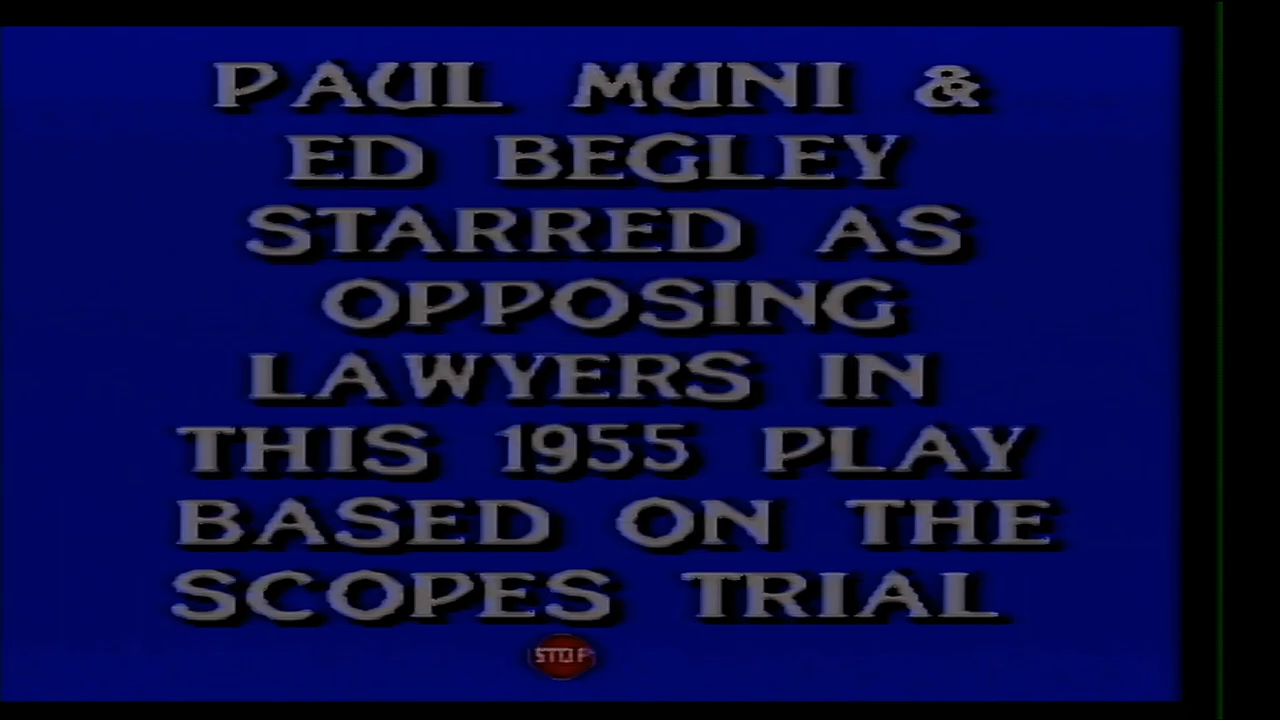 PAUL MUNI &
ED BEGLEY
STARRED AS
OPPOSING
LAWYERS IN
THIS 1955 PLAY
BASED ON THE
SCOPES TRIAL
STOP